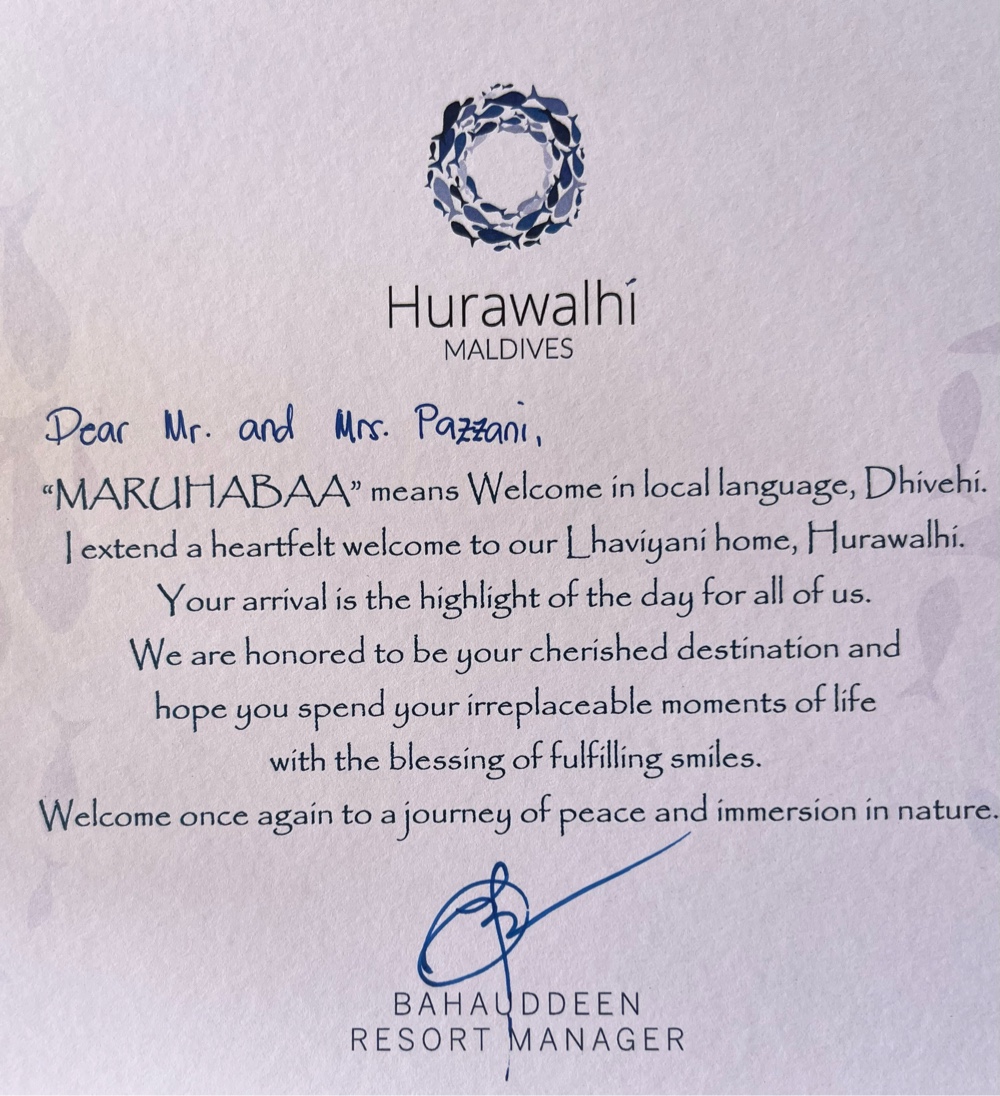 Hurawalhi
MALDIVES
Dear Mr. and Mrs. Pazzani,
“MARUHABAA” means Welcome in local language, Dhivehi.
I extend a heartfelt welcome to our Lhaviyani home, Hurawalhi.
Your arrival is the highlight of the day for all of us.
We are honored to be your cherished destination and
hope you spend your irreplaceable moments of life
with the blessing of fulfilling smiles.
Welcome once again to a journey of peace and immersion in nature.
BAHAUDDEEN
RESORT MANAGER